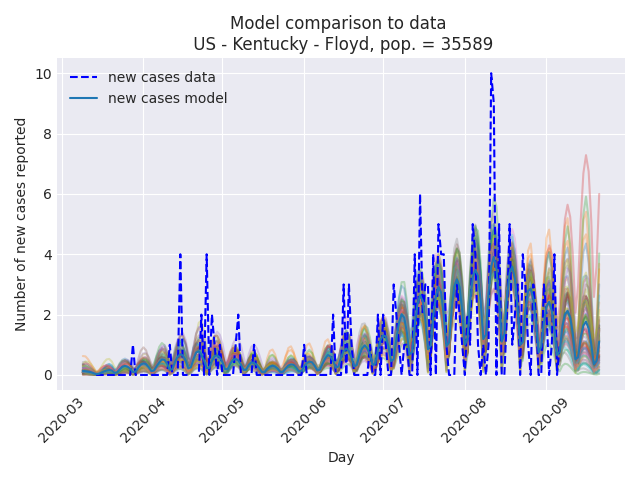 Model comparison to data
US - Kentucky - Floyd, pop. = 35589
new cases data
new cases model
Number of new cases reported
10
8
6
4
2
0
2020-03
2020-04
2020-05
2020-06
2020-07
2020-08
2020-09
Day